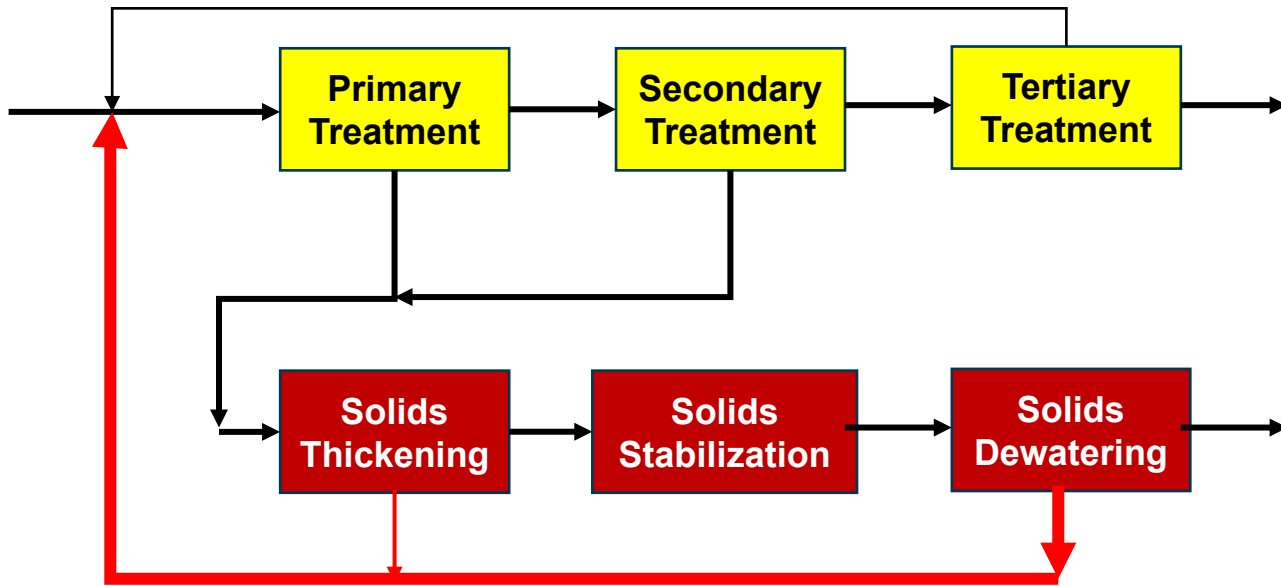 Primary
Treatment
Secondary
Treatment
Tertiary
Treatment
Solids
Thickening
Solids
Stabilization
Solids
Dewatering